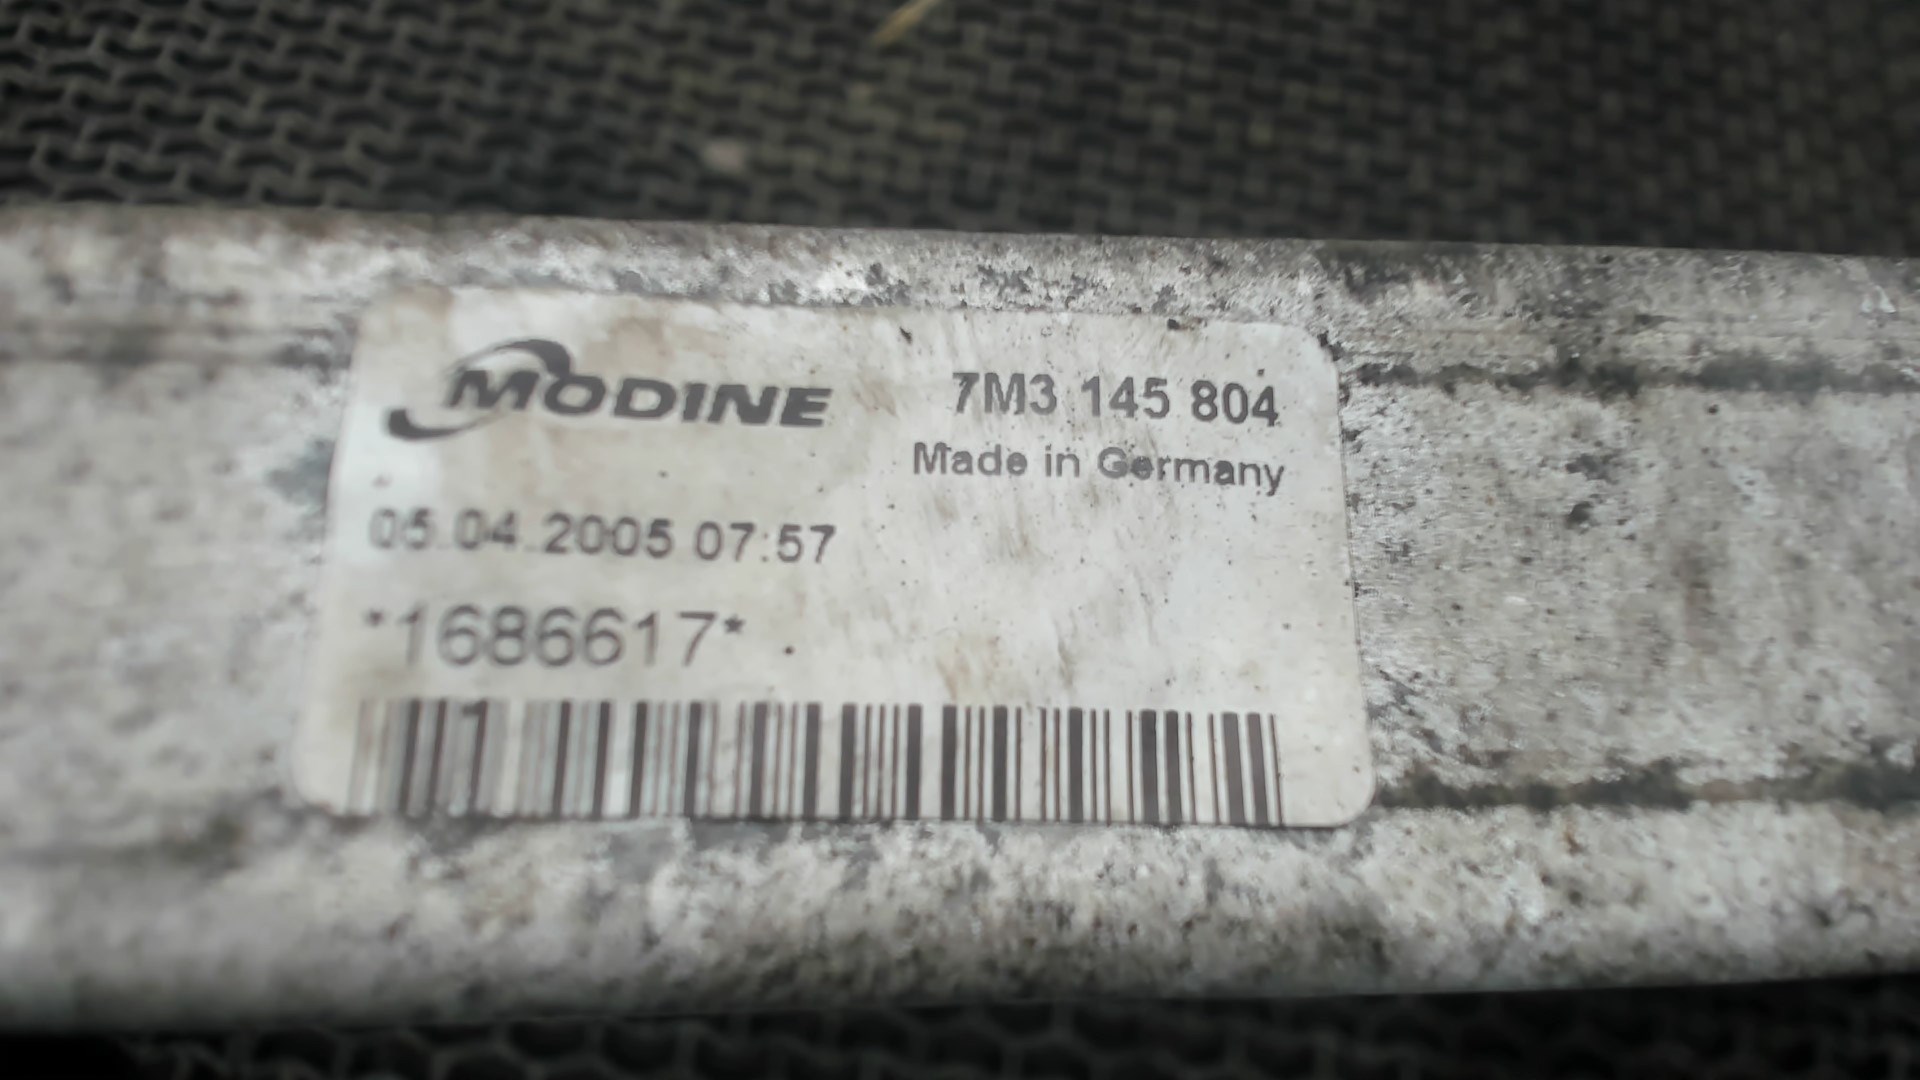 MODINE
7M3 145 804
Made in Germany
05.04.2005 07:57
*1686617*